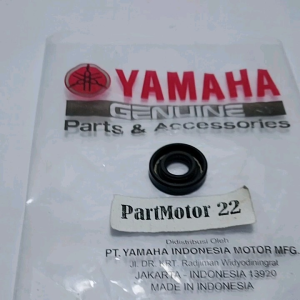 YAMAHA
GENUINE
Parts & Accessories
PartMotor 22
Didistribusi Oleh
PT. YAMAHA INDONESIA MOTOR MFG.
JL. DR. KRT. Radjiman Widyodiningrat
JAKARTA - INDONESIA 13920
MADE IN INDONESIA